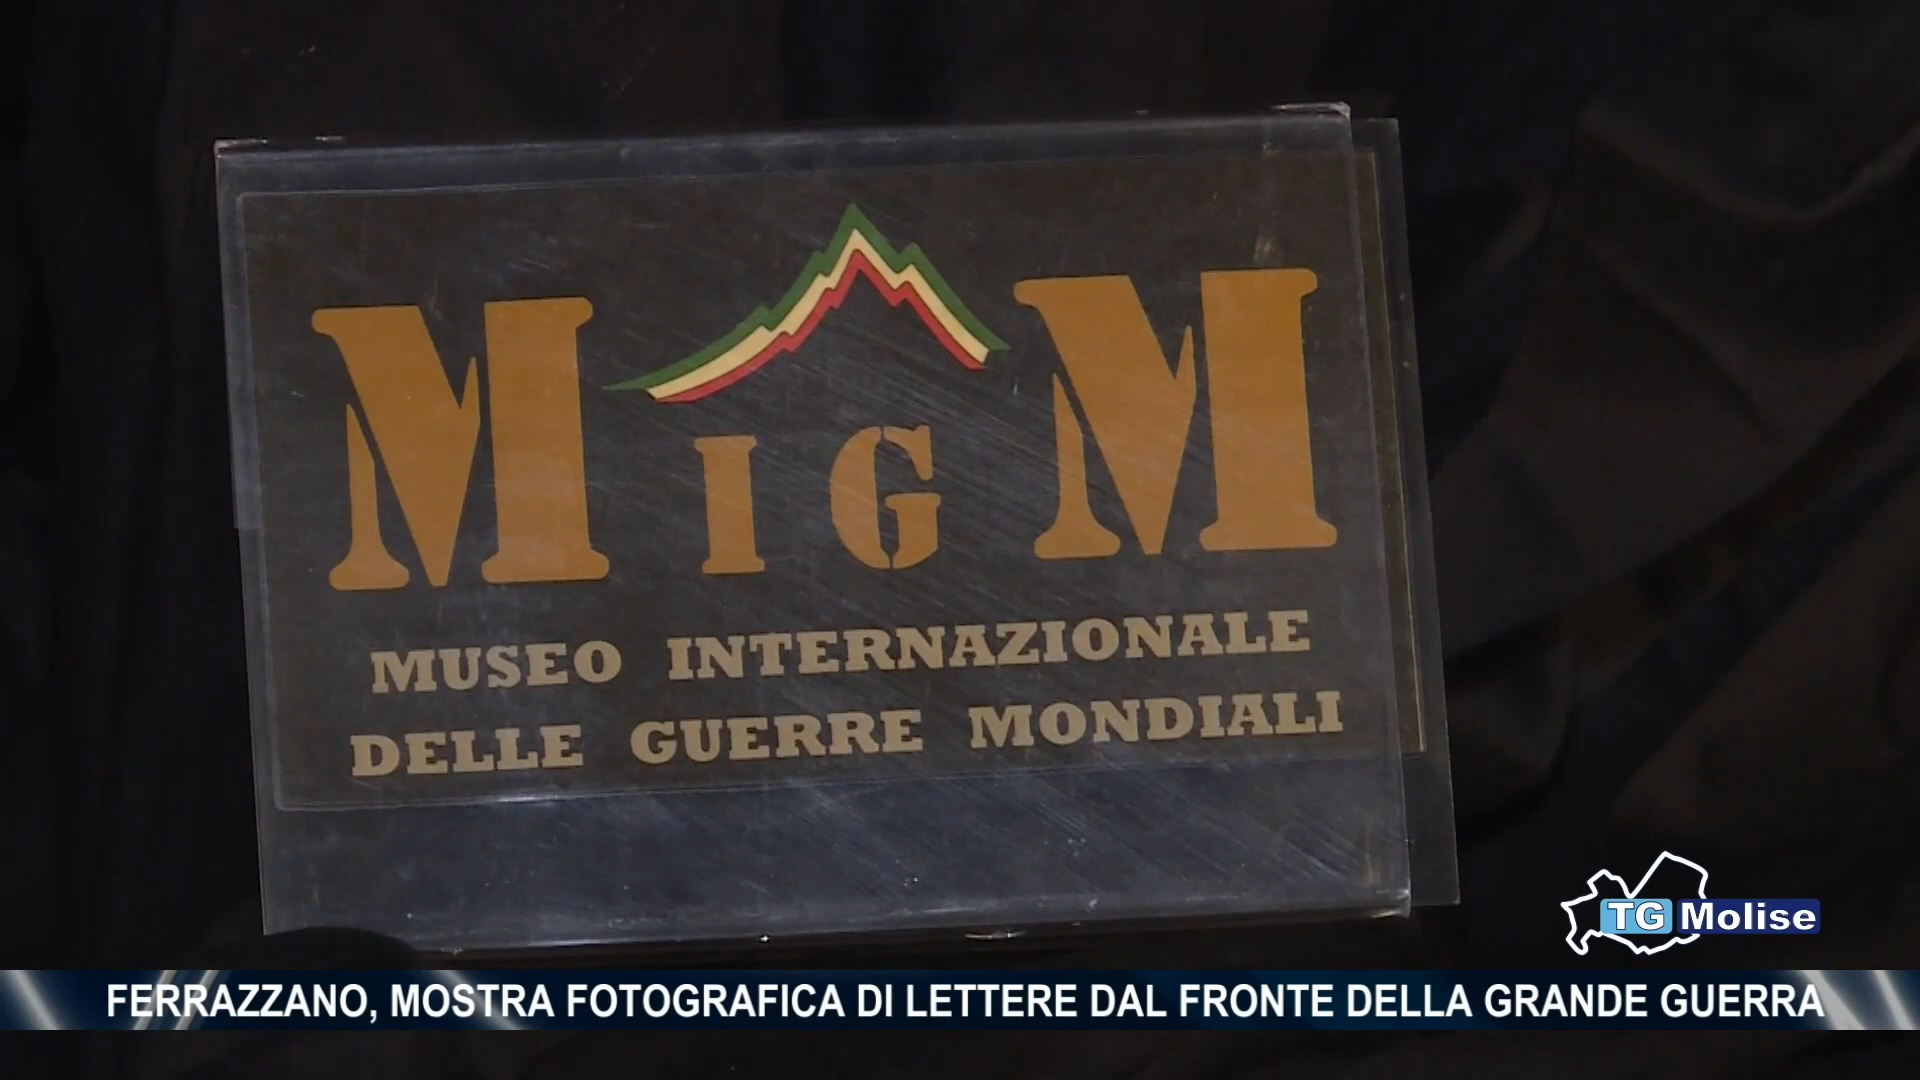 MIGM
MUSEO INTERNAZIONALE
DELLE GUERRE MONDIALI
TG Molise
FERRAZZANO, MOSTRA FOTOGRAFICA DI LETTERE DAL FRONTE DELLA GRANDE GUERRA